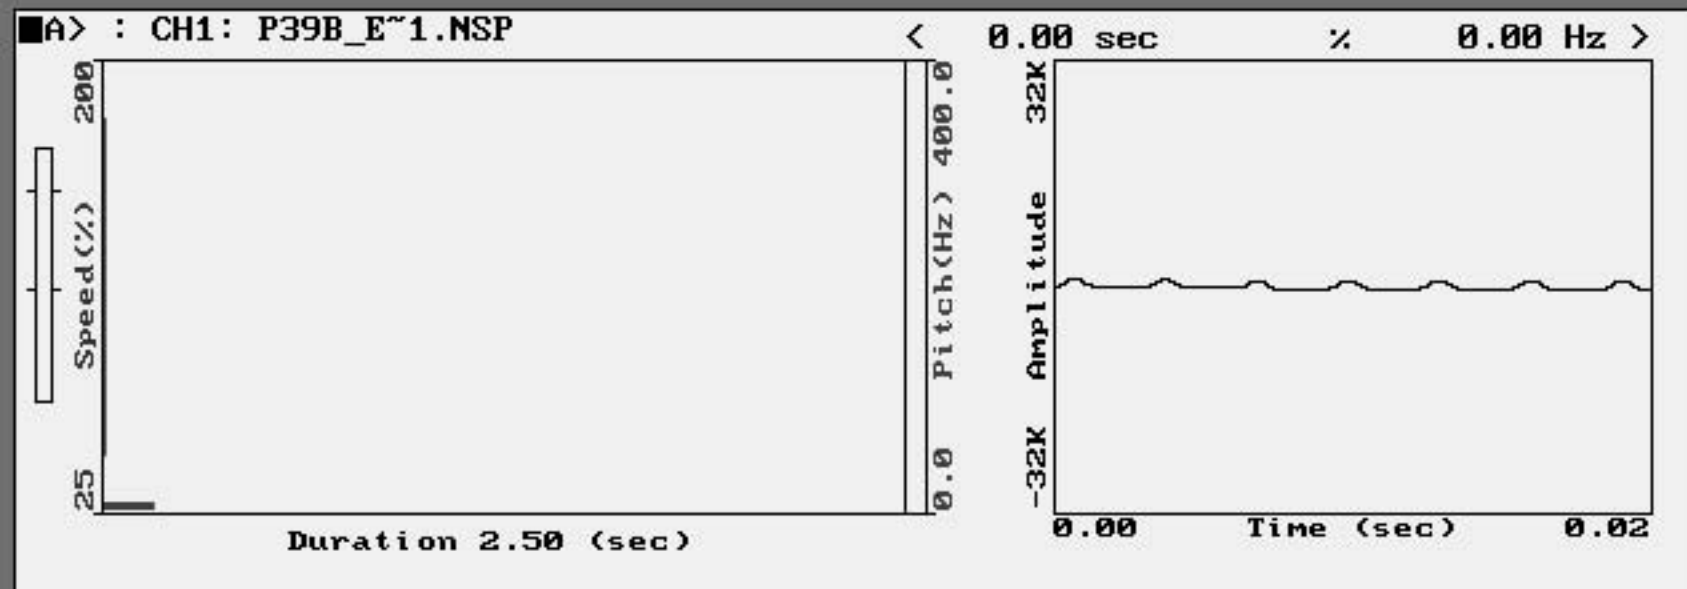 A> : CH1: P39B_E~1.NSP
< 0.00 sec % 0.00 Hz >
200
Speed(%)
25
Duration 2.50 (sec)
400.0
Pitch(Hz)
0.0
32K
Amplitude
-32K
0.00 Time (sec) 0.02